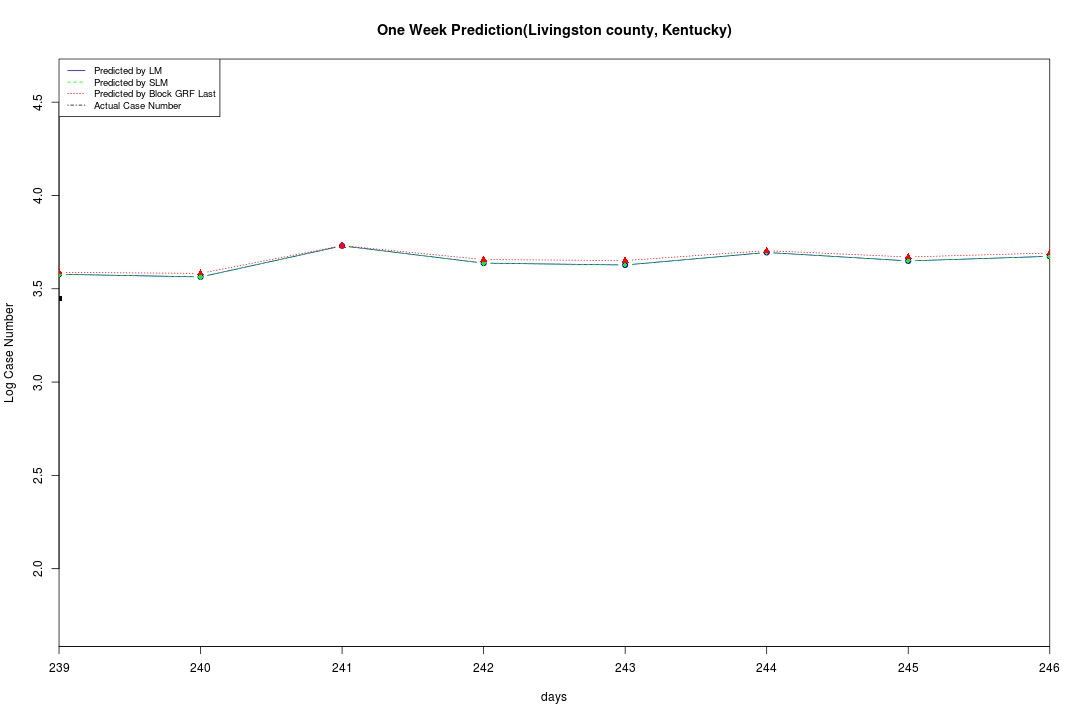 One Week Prediction(Livingston county, Kentucky)
Predicted by LM
Predicted by SLM
Predicted by Block GRF Last
Actual Case Number
4.5
4.0
3.5
3.0
2.5
2.0
Log Case Number
239 240 241 242 243 244 245 246
days